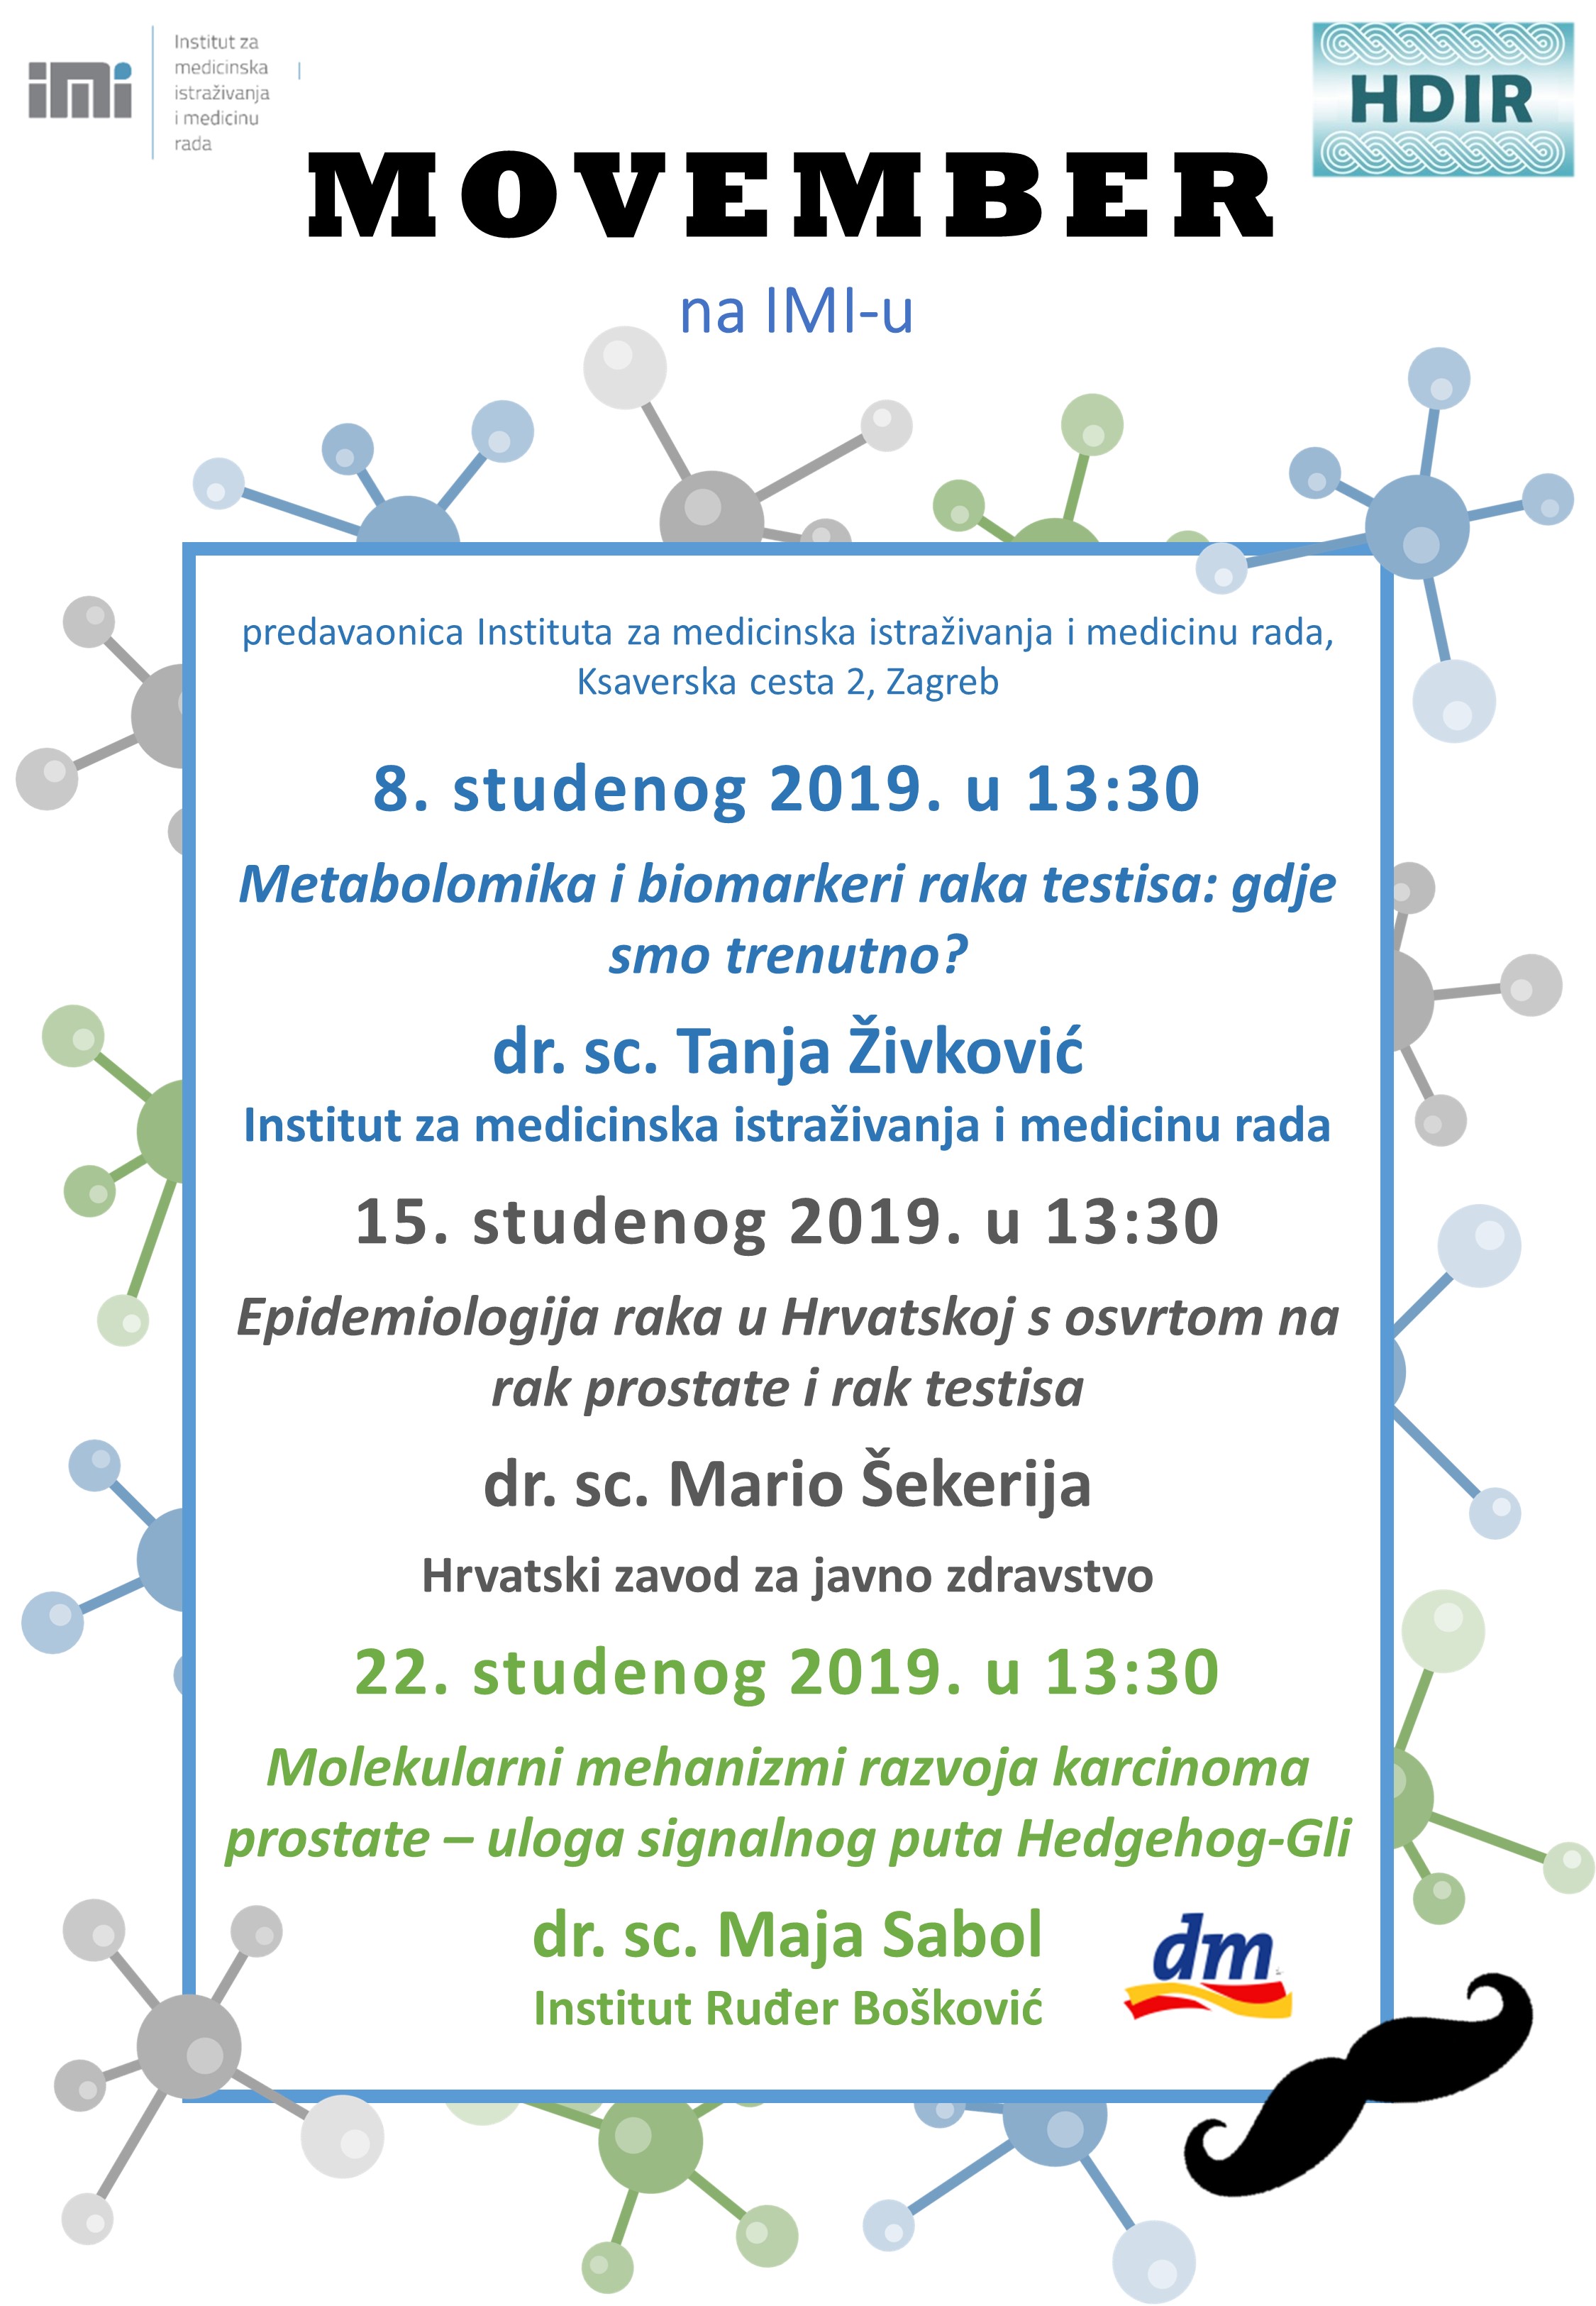 imi
Institut za
medicinska
istraživanja
i medicinu
rada
HDIR
MOVEMBER
na IMI-u
predavaonica Instituta za medicinska istraživanja i medicinu rada,
Ksaverska cesta 2, Zagreb
8. studenog 2019. u 13:30
Metabolomika i biomarkeri raka testisa: gdje
smo trenutno?
dr. sc. Tanja Živković
Institut za medicinska istraživanja i medicinu rada
15. studenog 2019. u 13:30
Epidemiologija raka u Hrvatskoj s osvrtom na
rak prostate i rak testisa
dr. sc. Mario Šekerija
Hrvatski zavod za javno zdravstvo
22. studenog 2019. u 13:30
Molekularni mehanizmi razvoja karcinoma
prostate – uloga signalnog puta Hedgehog-Gli
dr. sc. Maja Sabol
Institut Ruđer Bošković
dm